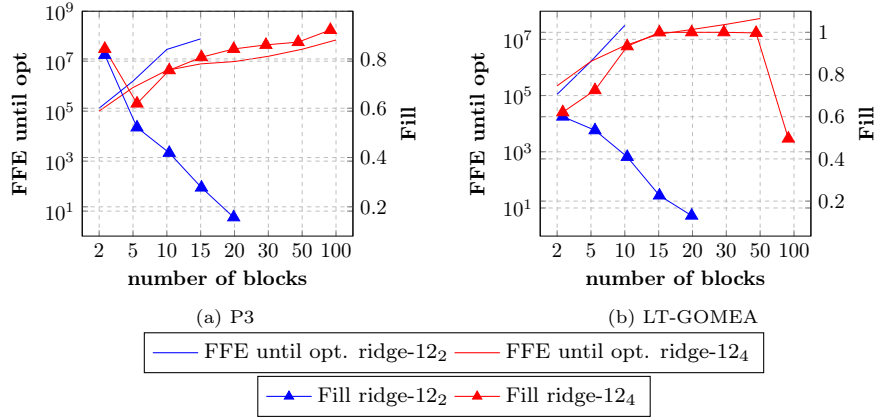 10^9
10^7
10^5
10^3
10^1
FFE until opt
0.8
0.6
0.4
0.2
Fill
2 5 10 15 20 30 50 100
number of blocks
(a) P3
10^7
10^5
10^3
10^1
FFE until opt
1
0.8
0.6
0.4
0.2
Fill
2 5 10 15 20 30 50 100
number of blocks
(b) LT-GOMEA
FFE until opt. ridge-12_2 FFE until opt. ridge-12_4
Fill ridge-12_2 Fill ridge-12_4